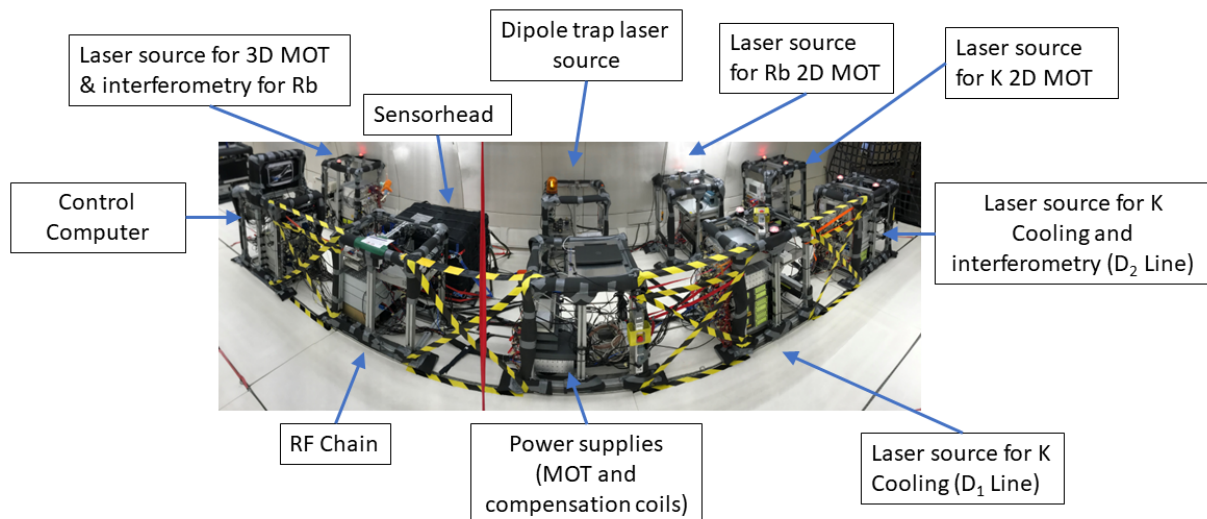 Laser source for 3D MOT
& interferometry for Rb
Sensorhead
Dipole trap laser
source
Laser source
for Rb 2D MOT
Laser source
for K 2D MOT
Control
Computer
Laser source for K
Cooling and
interferometry (D₂ Line)
RF Chain
Power supplies
(MOT and
compensation coils)
Laser source for K
Cooling (D₁ Line)